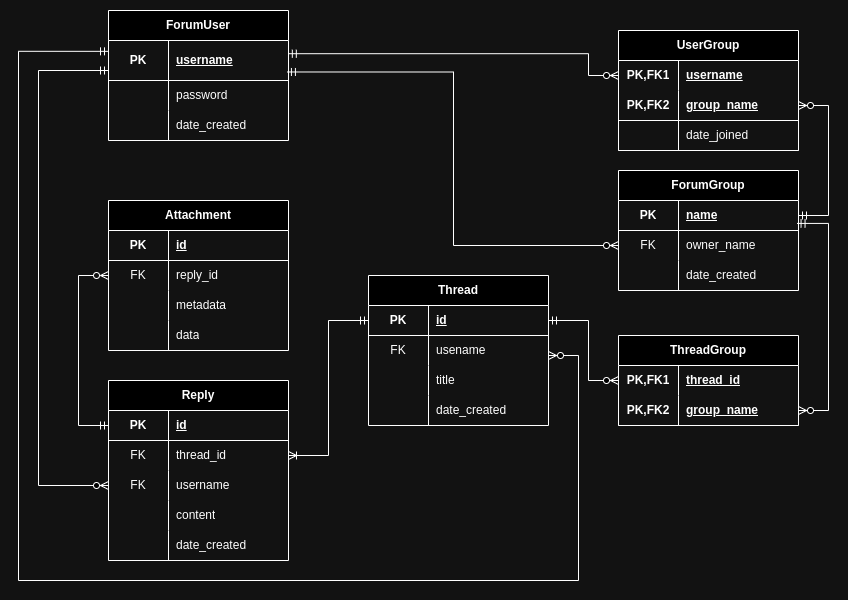 ForumUser
PK username
password
date_created
UserGroup
PK,FK1 username
PK,FK2 group_name
date_joined
ForumGroup
PK name
FK owner_name
date_created
Attachment
PK id
FK reply_id
metadata
data
Thread
PK id
FK usename
title
date_created
ThreadGroup
PK,FK1 thread_id
PK,FK2 group_name
Reply
PK id
FK thread_id
FK username
content
date_created